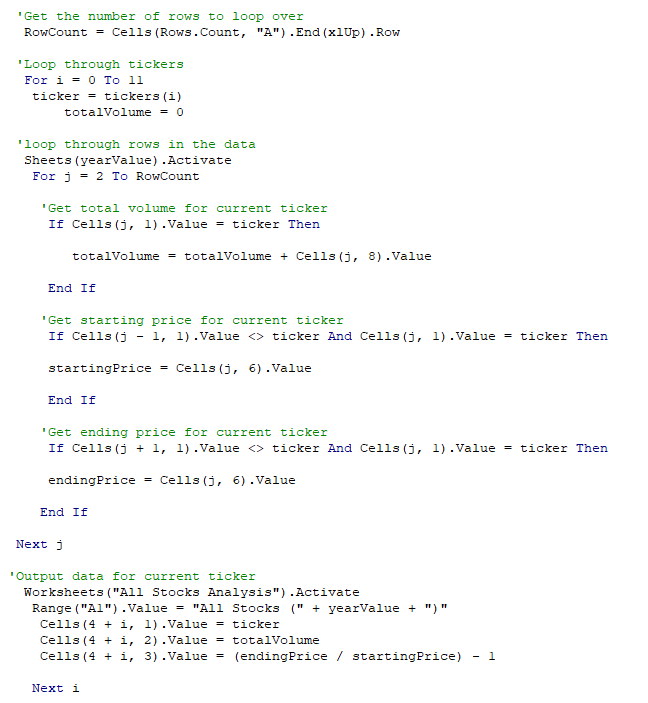 'Get the number of rows to loop over
RowCount = Cells(Rows.Count, "A").End(xlUp).Row
'Loop through tickers
For i = 0 To 11
ticker = tickers(i)
totalVolume = 0
'loop through rows in the data
Sheets(yearValue).Activate
For j = 2 To RowCount
'Get total volume for current ticker
If Cells(j, 1).Value = ticker Then
totalVolume = totalVolume + Cells(j, 8).Value
End If
'Get starting price for current ticker
If Cells(j - 1, 1).Value <> ticker And Cells(j, 1).Value = ticker Then
startingPrice = Cells(j, 6).Value
End If
'Get ending price for current ticker
If Cells(j + 1, 1).Value <> ticker And Cells(j, 1).Value = ticker Then
endingPrice = Cells(j, 6).Value
End If
Next j
'Output data for current ticker
Worksheets("All Stocks Analysis").Activate
Range("A1").Value = "All Stocks (" + yearValue + ")"
Cells(4 + i, 1).Value = ticker
Cells(4 + i, 2).Value = totalVolume
Cells(4 + i, 3).Value = (endingPrice / startingPrice) - 1
Next i